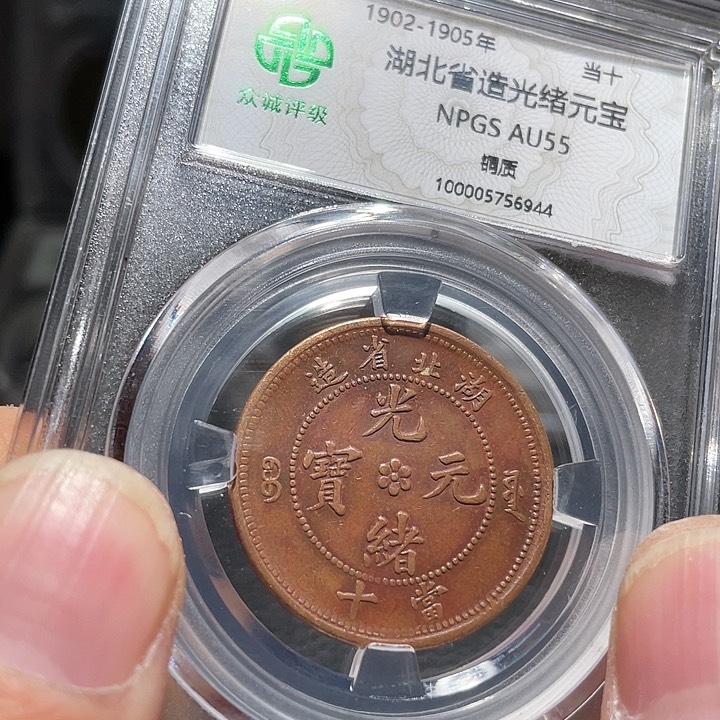 1902-1905年 当十
湖北省造光绪元宝
NPGS AU55
铜质
100005756944
众诚评级
造省北湖
光
寶 元
緒
十當